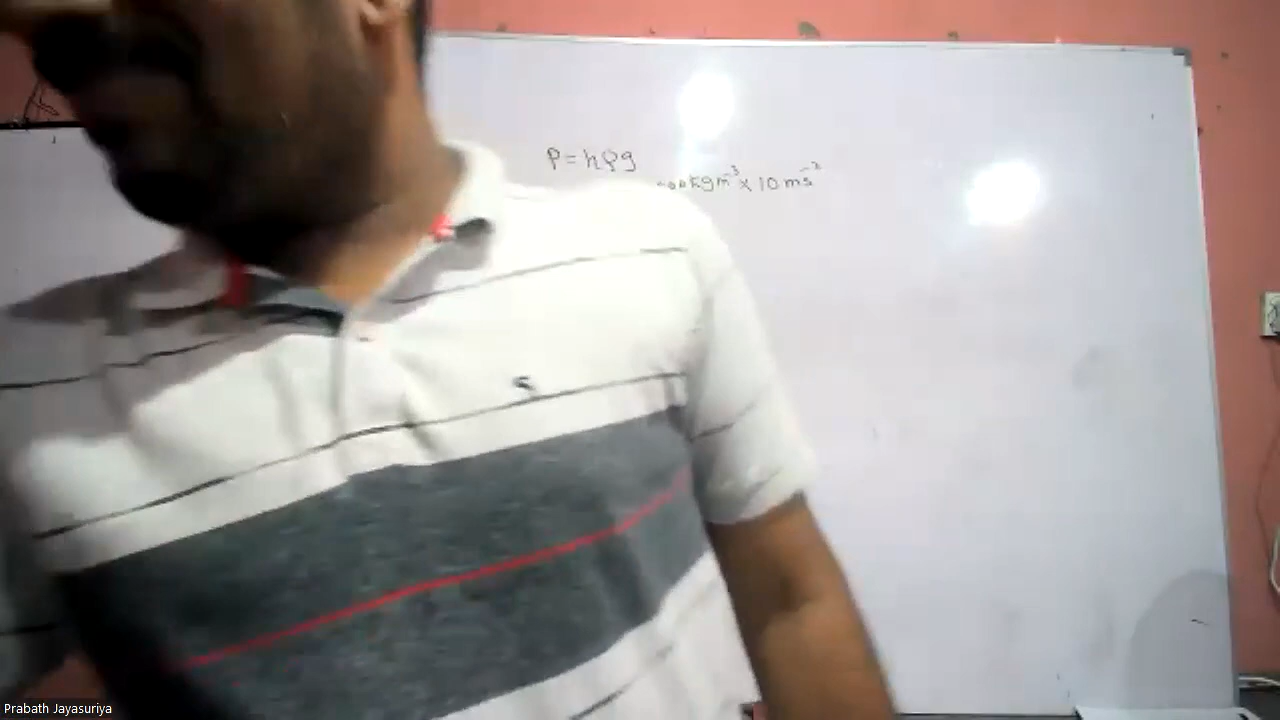 P = hρg
kgm⁻³ x 10 ms⁻²
Prabath Jayasuriya